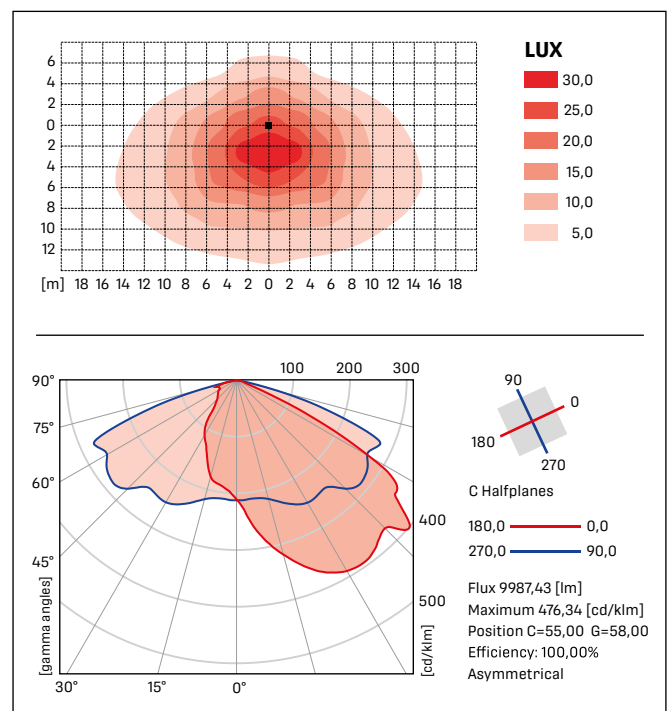 LUX
30,0
25,0
20,0
15,0
10,0
5,0
6
4
2
0
2
4
6
8
10
12
[m] 18 16 14 12 10 8 6 4 2 0 2 4 6 8 10 12 14 16 18
90°
75°
60°
45°
30° 15° 0°
100 200 300
400
500
[gamma angles]
[cd/klm]
90
0
180
270
C Halfplanes
180,0 0,0
270,0 90,0
Flux 9987,43 [lm]
Maximum 476,34 [cd/klm]
Position C=55,00 G=58,00
Efficiency: 100,00%
Asymmetrical